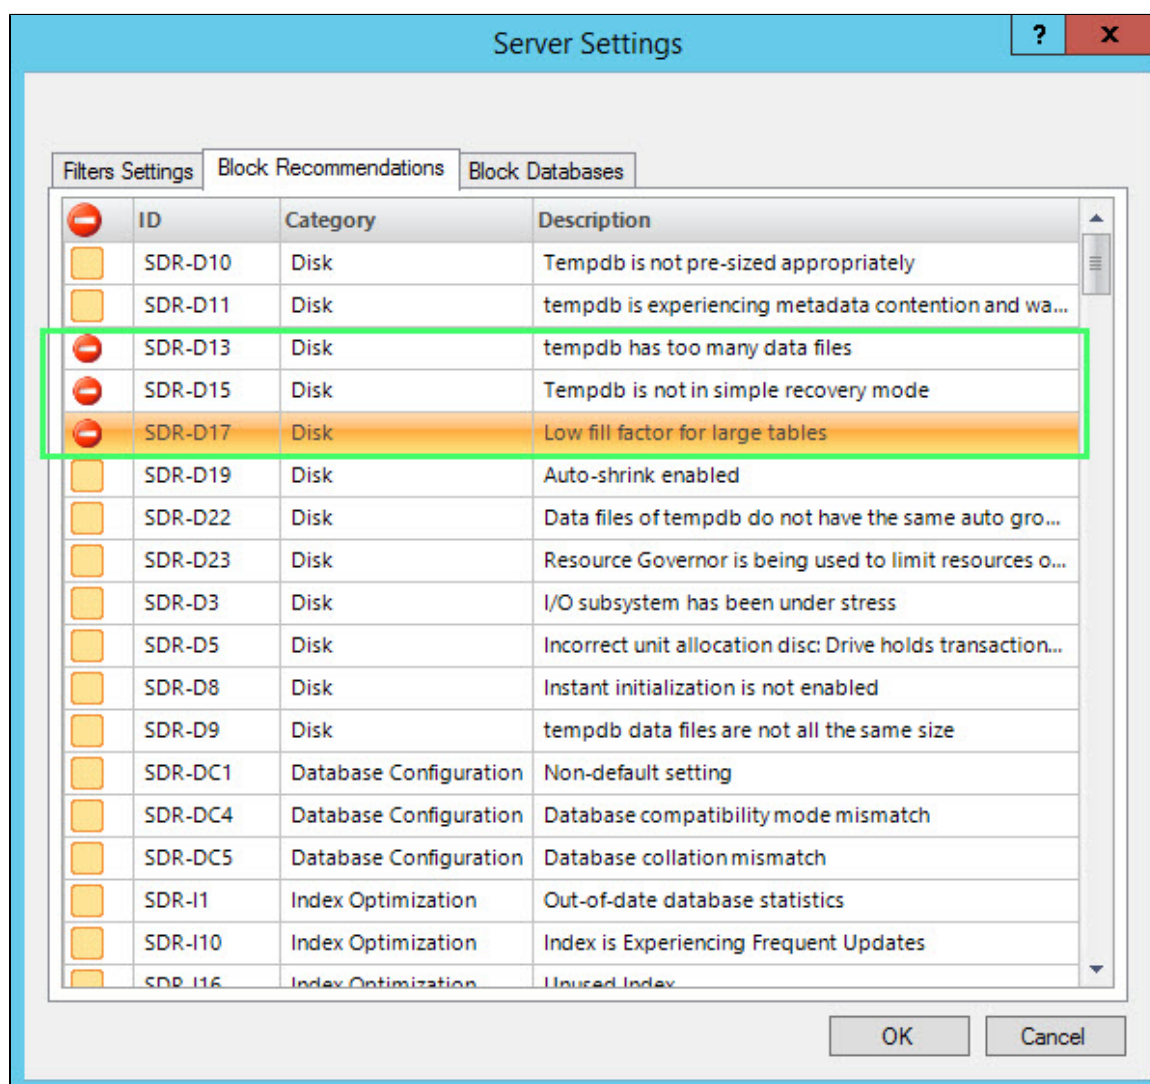 Server Settings
?
x
Filters Settings Block Recommendations Block Databases
ID Category Description
SDR-D10 Disk Tempdb is not pre-sized appropriately
SDR-D11 Disk tempdb is experiencing metadata contention and wa...
SDR-D13 Disk tempdb has too many data files
SDR-D15 Disk Tempdb is not in simple recovery mode
SDR-D17 Disk Low fill factor for large tables
SDR-D19 Disk Auto-shrink enabled
SDR-D22 Disk Data files of tempdb do not have the same auto gro...
SDR-D23 Disk Resource Governor is being used to limit resources o...
SDR-D3 Disk I/O subsystem has been under stress
SDR-D5 Disk Incorrect unit allocation disc: Drive holds transaction...
SDR-D8 Disk Instant initialization is not enabled
SDR-D9 Disk tempdb data files are not all the same size
SDR-DC1 Database Configuration Non-default setting
SDR-DC4 Database Configuration Database compatibility mode mismatch
SDR-DC5 Database Configuration Database collation mismatch
SDR-I1 Index Optimization Out-of-date database statistics
SDR-I10 Index Optimization Index is Experiencing Frequent Updates
SDR-I16 Index Optimization Unused Index
OK Cancel